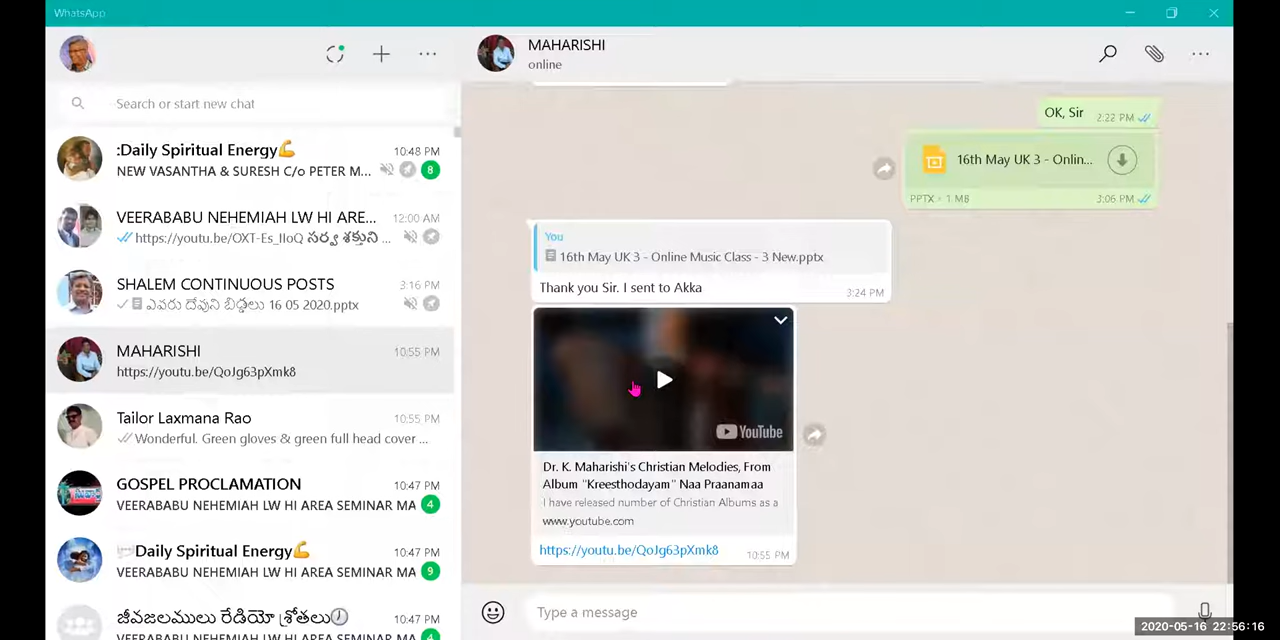 WhatsApp
MAHARISHI
online
Search or start new chat
:Daily Spiritual Energy💪 10:48 PM
NEW VASANTHA & SURESH C/o PETER M... 8
VEERABABU NEHEMIAH LW HI ARE... 12:00 AM
https://youtu.be/OXT-Es_IIoQ సర్వ శక్తుని ...
SHALEM CONTINUOUS POSTS 3:16 PM
ఎవరు దేవుని బిడ్డలు 16 05 2020.pptx
MAHARISHI 10:55 PM
https://youtu.be/QoJg63pXmk8
Tailor Laxmana Rao 10:55 PM
Wonderful. Green gloves & green full head cover ...
GOSPEL PROCLAMATION 10:47 PM
VEERABABU NEHEMIAH LW HI AREA SEMINAR MA 4
Daily Spiritual Energy💪 10:47 PM
VEERABABU NEHEMIAH LW HI AREA SEMINAR MA 9
జీవజలములు రేడియో శ్రోతలు🕖 10:47 PM
VEERABABU NEHEMIAH LW HI AREA SEMINAR MA
OK, Sir 2:22 PM
16th May UK 3 - Onlin...
PPTX • 1 MB 3:06 PM
You
16th May UK 3 - Online Music Class - 3 New.pptx
Thank you Sir. I sent to Akka 3:24 PM
YouTube
Dr. K. Maharishi's Christian Melodies, From
Album "Kreesthodayam" Naa Praanamaa
I have released number of Christian Albums as a
www.youtube.com
https://youtu.be/QoJg63pXmk8 10:55 PM
Type a message
2020-05-16 22:56:16